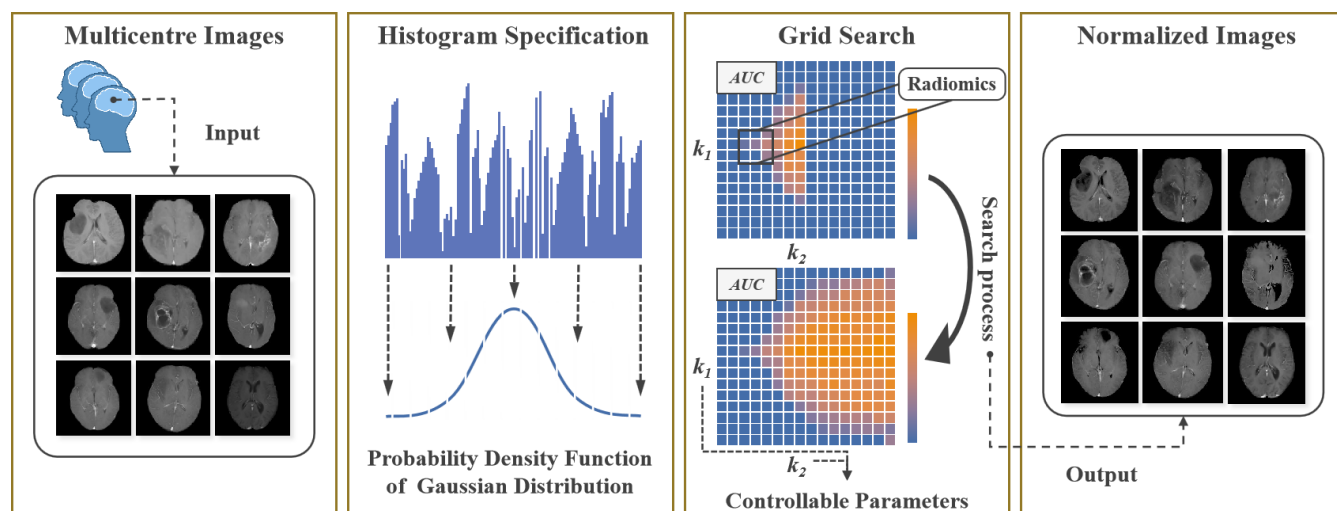 Multicentre Images
Input
Histogram Specification
Probability Density Function
of Gaussian Distribution
Grid Search
AUC
Radiomics
k1
k2
Search process
AUC
k1
k2
Controllable Parameters
Normalized Images
Output